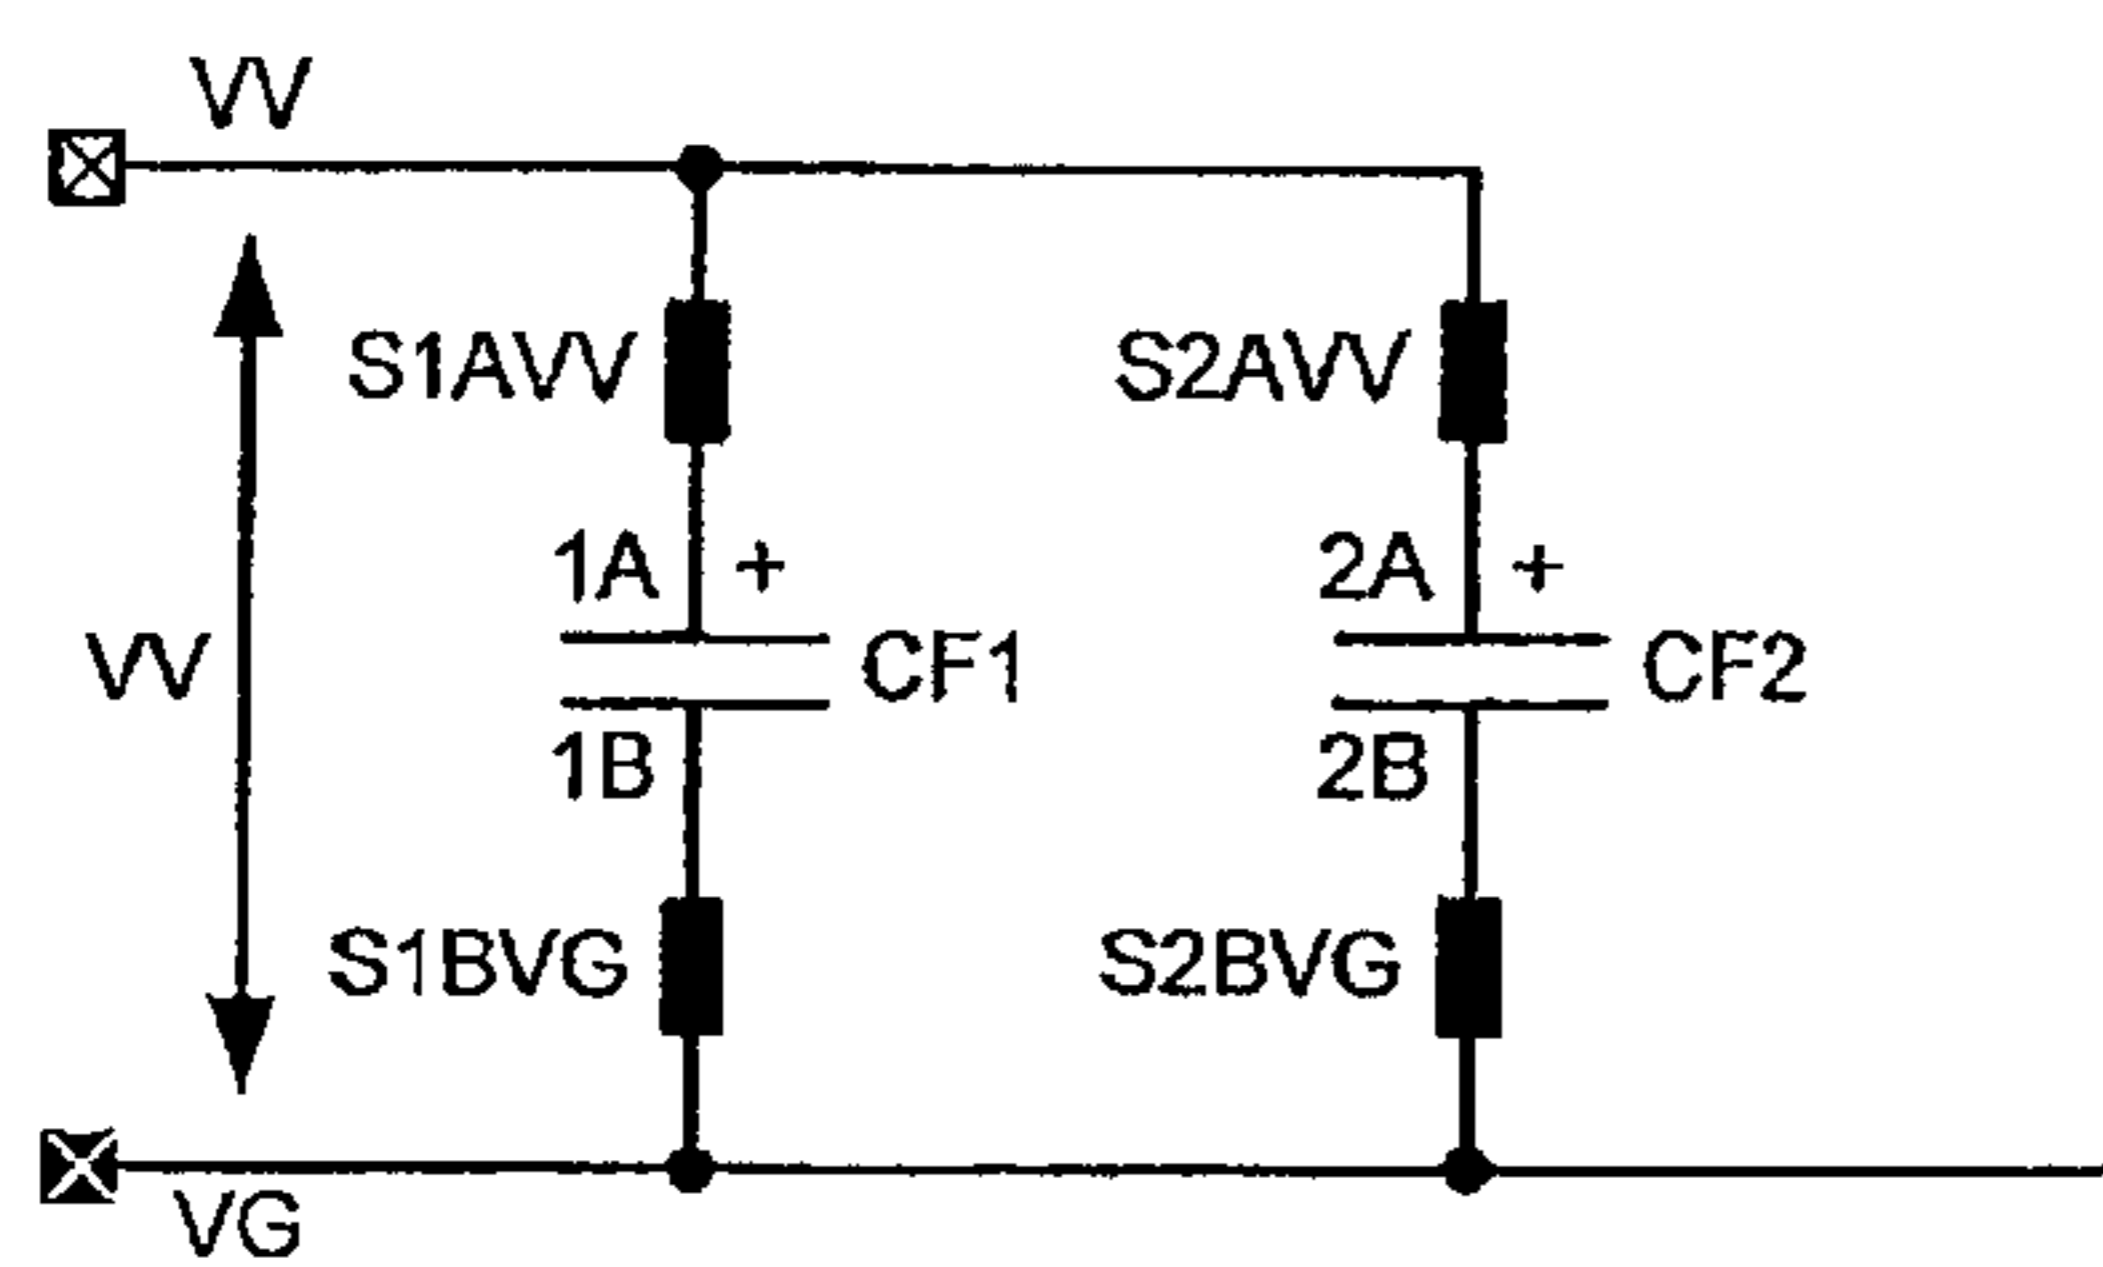 VV
S1AVV
S2AVV
1A +
2A +
VV
CF1
CF2
1B
2B
S1BVG
S2BVG
VG